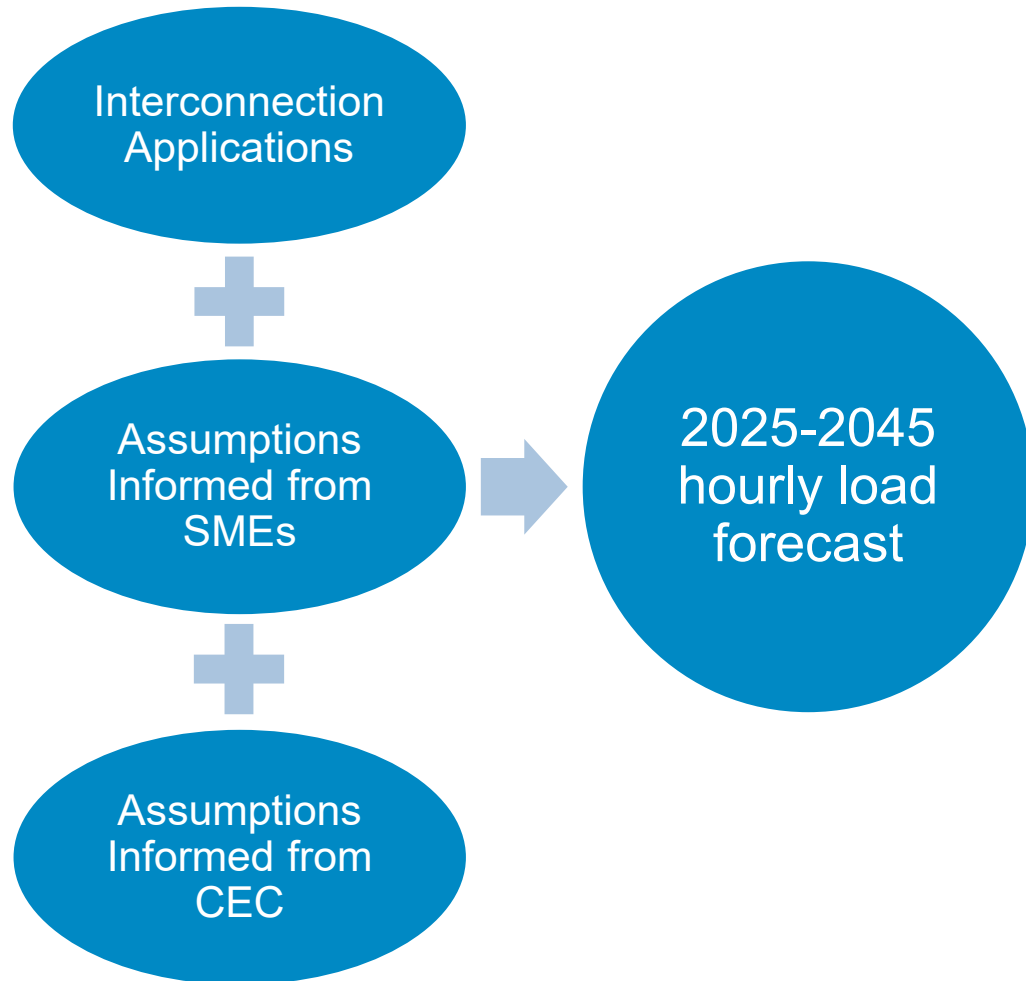 Interconnection
Applications
Assumptions
Informed from
SMEs
Assumptions
Informed from
CEC
2025-2045
hourly load
forecast